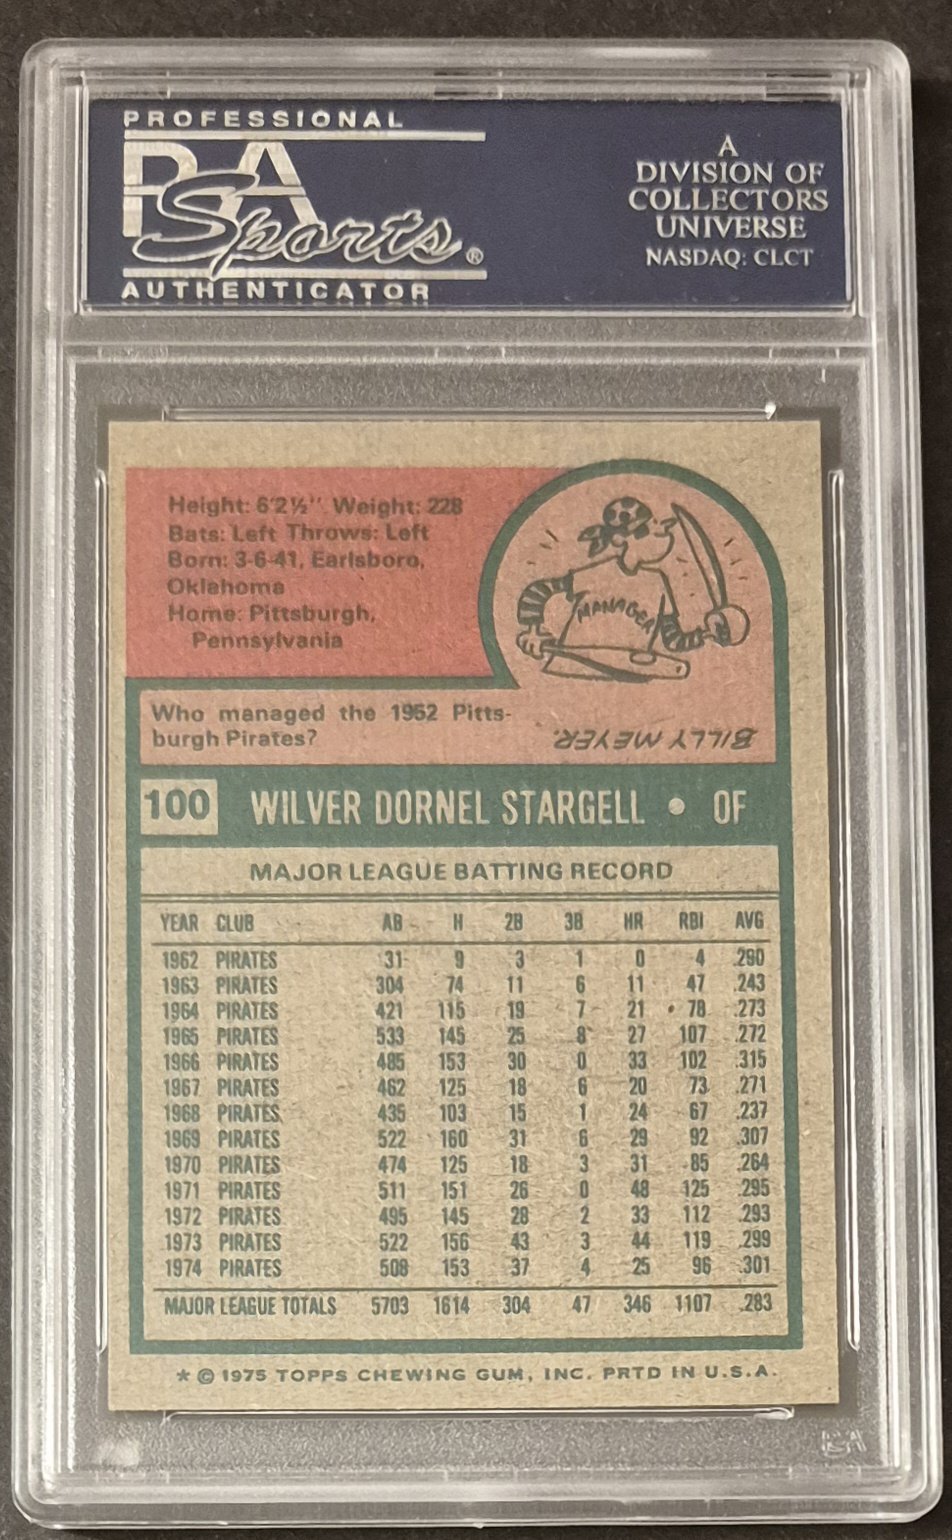 PROFESSIONAL
PSA
Sports®
AUTHENTICATOR
A
DIVISION OF
COLLECTORS
UNIVERSE
NASDAQ: CLCT
Height: 6'2½" Weight: 228
Bats: Left Throws: Left
Born: 3-6-41, Earlsboro,
Oklahoma
Home: Pittsburgh,
Pennsylvania
MANAGER
Who managed the 1952 Pitts-
burgh Pirates?
BILLY MEYER.
100 WILVER DORNEL STARGELL • OF
MAJOR LEAGUE BATTING RECORD
YEAR CLUB AB H 2B 3B HR RBI AVG
1962 PIRATES 31 9 3 1 0 4 .290
1963 PIRATES 304 74 11 6 11 47 .243
1964 PIRATES 421 115 19 7 21 78 .273
1965 PIRATES 533 145 25 8 27 107 .272
1966 PIRATES 485 153 30 0 33 102 .315
1967 PIRATES 462 125 18 6 20 73 .271
1968 PIRATES 435 103 15 1 24 67 .237
1969 PIRATES 522 160 31 6 29 92 .307
1970 PIRATES 474 125 18 3 31 85 .264
1971 PIRATES 511 151 26 0 48 125 .295
1972 PIRATES 495 145 28 2 33 112 .293
1973 PIRATES 522 156 43 3 44 119 .299
1974 PIRATES 508 153 37 4 25 96 .301
MAJOR LEAGUE TOTALS 5703 1614 304 47 346 1107 .283
* © 1975 TOPPS CHEWING GUM, INC. PRTD IN U.S.A.
PSA